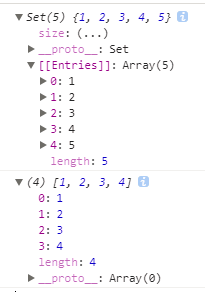 ▼ Set(5) {1, 2, 3, 4, 5} i
size: (...)
▶ __proto__: Set
▼ [[Entries]]: Array(5)
▶ 0: 1
▶ 1: 2
▶ 2: 3
▶ 3: 4
▶ 4: 5
length: 5
▼ (4) [1, 2, 3, 4] i
0: 1
1: 2
2: 3
3: 4
length: 4
▶ __proto__: Array(0)